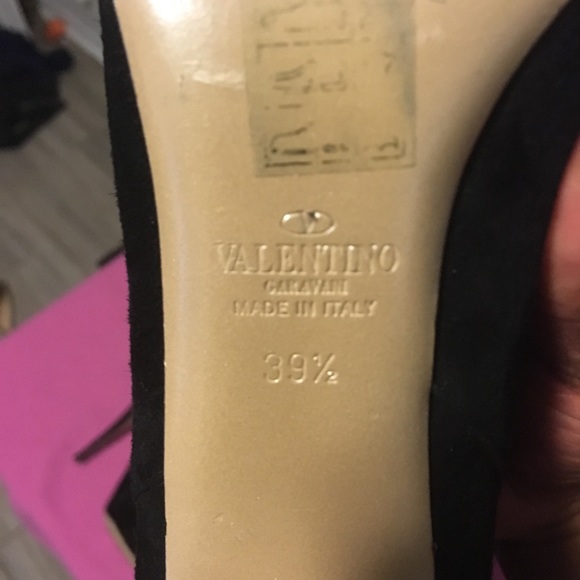 VALENTINO
GARAVANI
MADE IN ITALY
39½